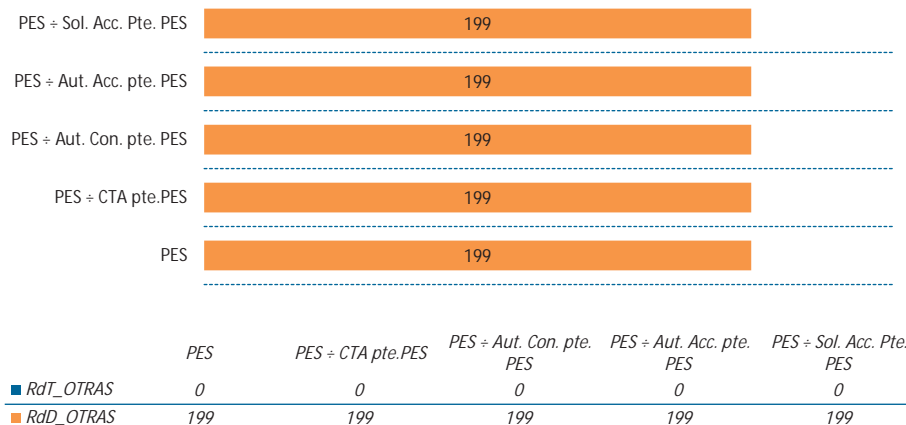 PES ÷ Sol. Acc. Pte. PES
199
PES ÷ Aut. Acc. pte. PES
199
PES ÷ Aut. Con. pte. PES
199
PES ÷ CTA pte.PES
199
PES
199
PES PES ÷ CTA pte.PES PES ÷ Aut. Con. pte. PES PES ÷ Aut. Acc. pte. PES PES ÷ Sol. Acc. Pte. PES
RdT_OTRAS 0 0 0 0 0
RdD_OTRAS 199 199 199 199 199